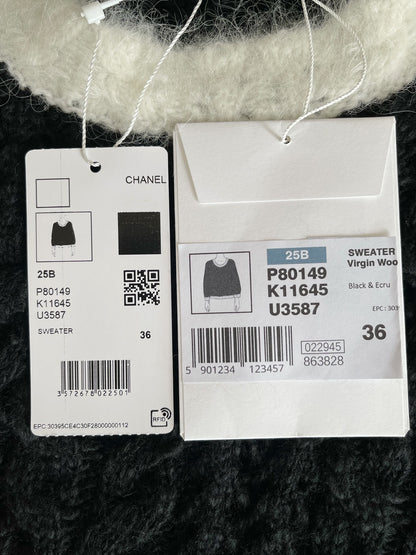 CHANEL
25B
P80149
K11645
U3587
SWEATER
36
3 572678 022501
RFID
EPC:30395CE4C30F28000000112
25B
P80149
K11645
U3587
SWEATER
Virgin Woo
Black & Ecru
EPC: 3039
36
5 901234 123457
022945
863828